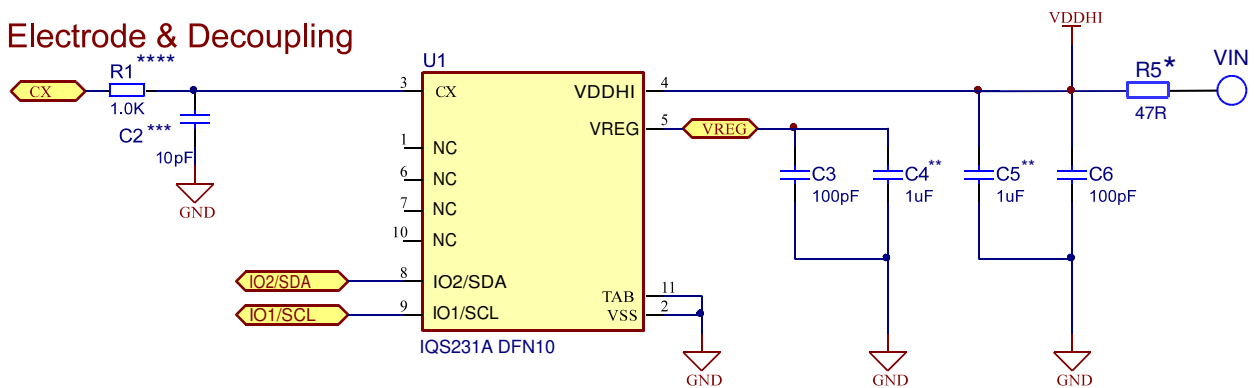 Electrode & Decoupling
VDDHI
U1
R1 ****
R5*
VIN
CX
3
CX
VDDHI
4
1.0K
47R
C2 ***
10pF
VREG
5
VREG
1
NC
C3
100pF
C4**
1uF
C5**
1uF
C6
100pF
6
NC
7
NC
GND
10
NC
IO2/SDA
8
IO2/SDA
IO1/SCL
9
IO1/SCL
TAB
11
VSS
2
IQS231A DFN10
GND
GND
GND